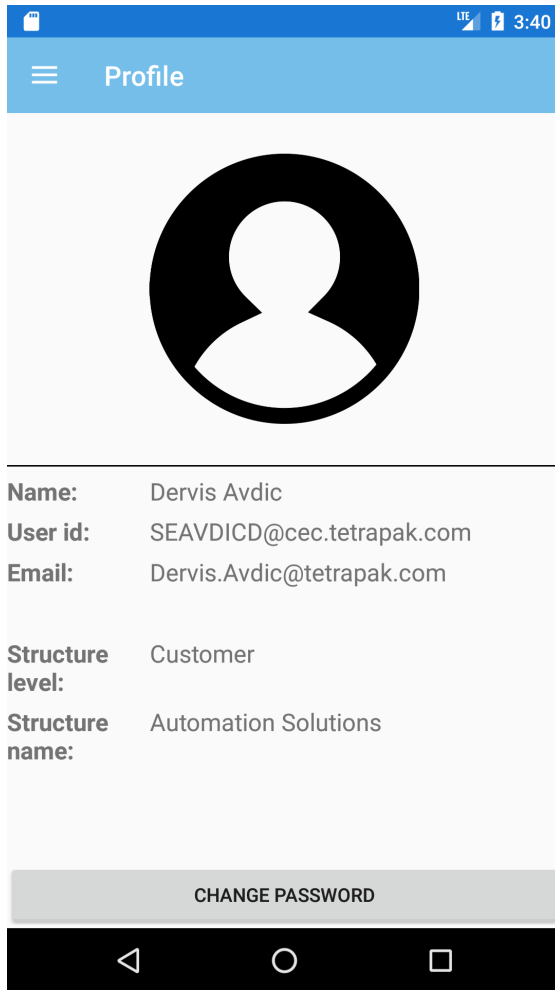 LTE 3:40
Profile
Name: Dervis Avdic
User id: SEAVDICD@cec.tetrapak.com
Email: Dervis.Avdic@tetrapak.com
Structure Customer
level:
Structure Automation Solutions
name:
CHANGE PASSWORD